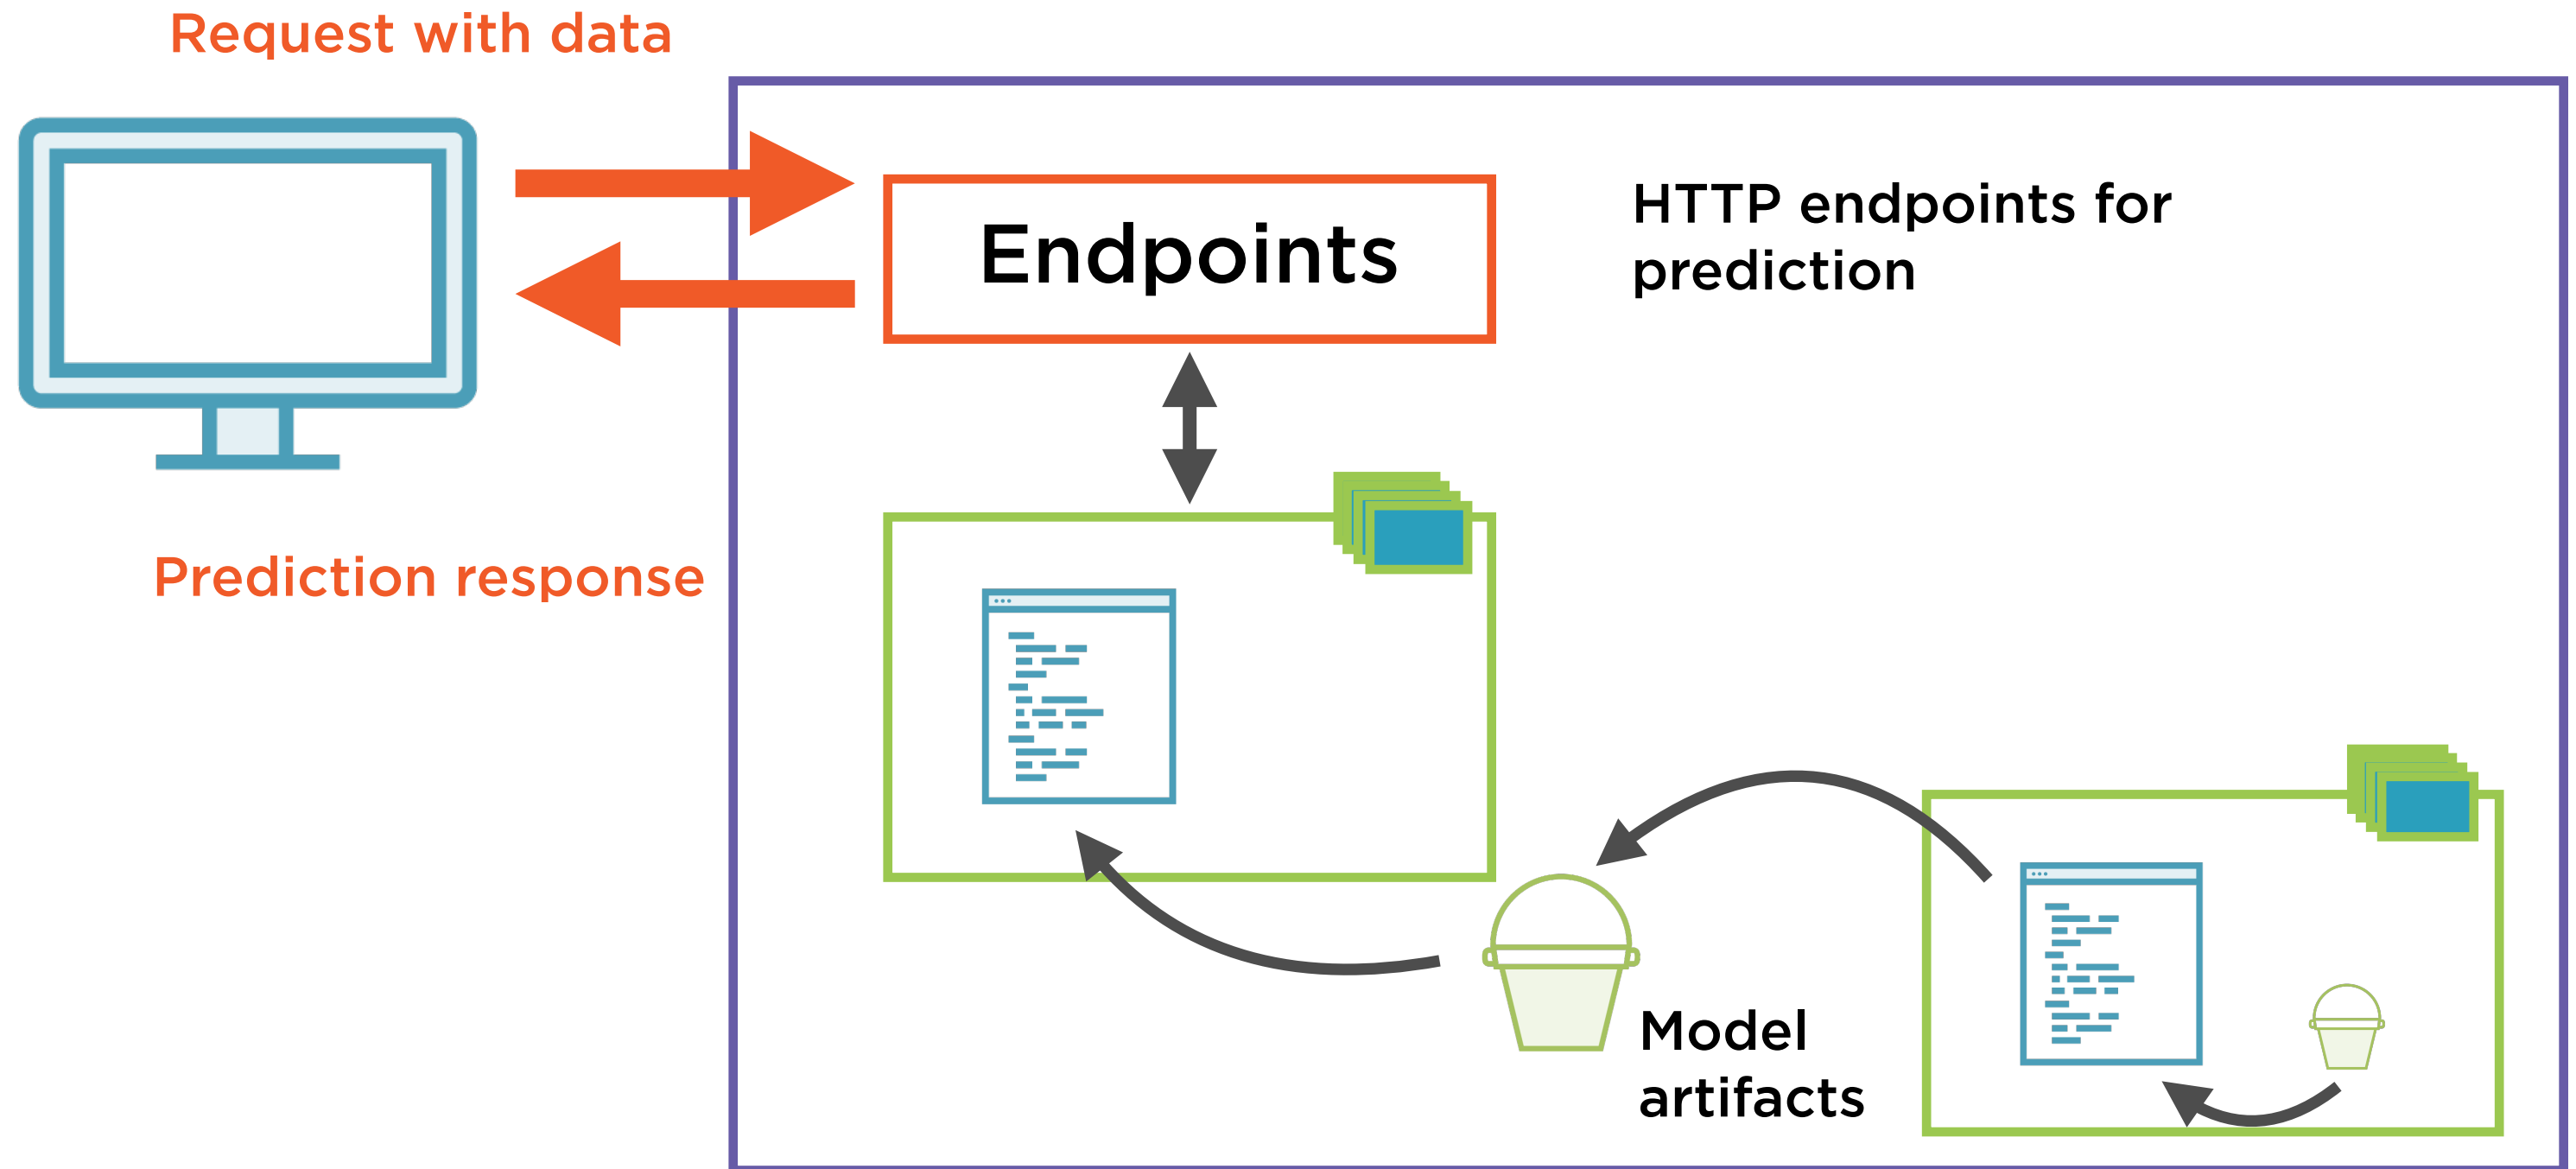 Request with data
Endpoints
HTTP endpoints for
prediction
Prediction response
Model
artifacts